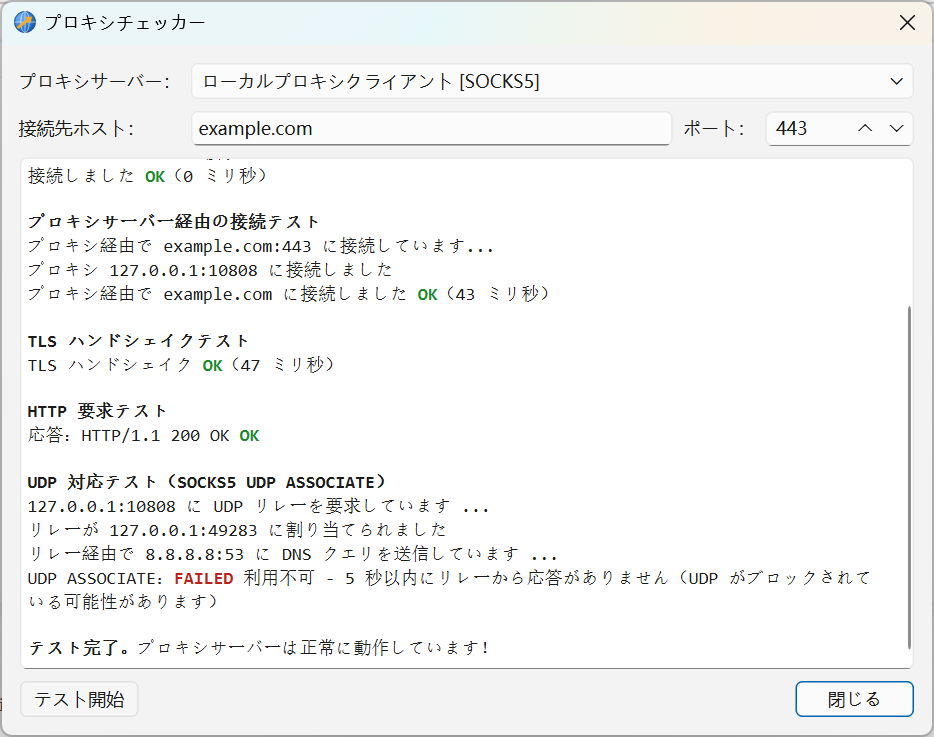 プロキシチェッカー
プロキシサーバー:
ローカルプロキシクライアント [SOCKS5]
接続先ホスト:
example.com
ポート:
443
接続しました OK（0 ミリ秒）
プロキシサーバー経由の接続テスト
プロキシ経由で example.com:443 に接続しています...
プロキシ 127.0.0.1:10808 に接続しました
プロキシ経由で example.com に接続しました OK（43 ミリ秒）
TLS ハンドシェイクテスト
TLS ハンドシェイク OK（47 ミリ秒）
HTTP 要求テスト
応答: HTTP/1.1 200 OK OK
UDP 対応テスト（SOCKS5 UDP ASSOCIATE）
127.0.0.1:10808 に UDP リレーを要求しています ...
リレーが 127.0.0.1:49283 に割り当てられました
リレー経由で 8.8.8.8:53 に DNS クエリを送信しています ...
UDP ASSOCIATE: FAILED 利用不可 - 5 秒以内にリレーから応答がありません（UDP がブロックされて
いる可能性があります）
テスト完了。プロキシサーバーは正常に動作しています!
テスト開始
閉じる